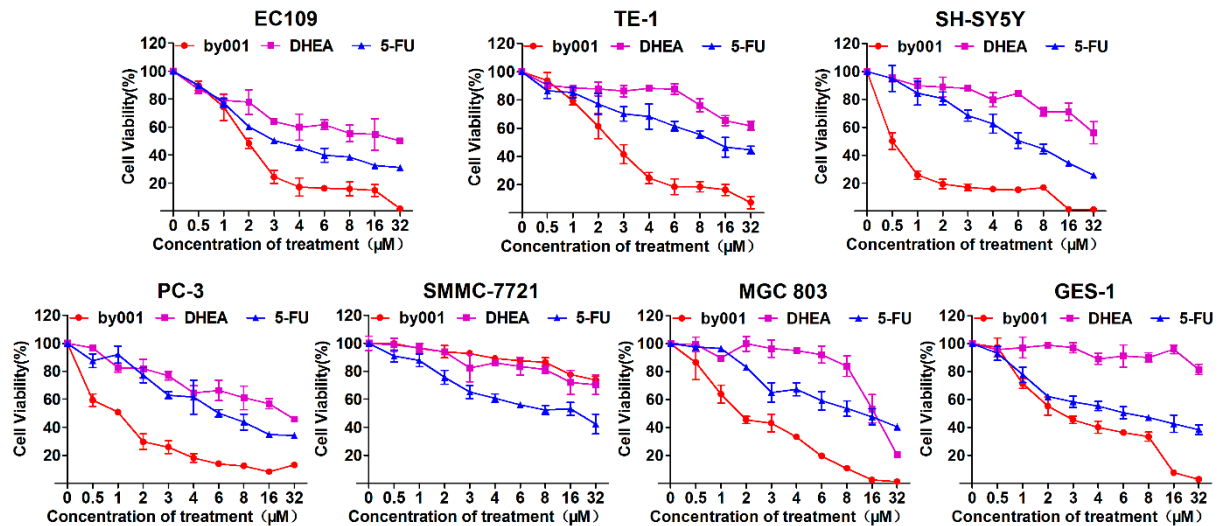 EC109
by001 DHEA 5-FU
Cell Viability(%)
120
100
80
60
40
20
0 0.5 1 2 3 4 6 8 16 32
Concentration of treatment (μM)
TE-1
by001 DHEA 5-FU
Cell Viability(%)
120
100
80
60
40
20
0 0.5 1 2 3 4 6 8 16 32
Concentration of treatment (μM)
SH-SY5Y
by001 DHEA 5-FU
Cell Viability(%)
120
100
80
60
40
20
0 0.5 1 2 3 4 6 8 16 32
Concentration of treatment (μM)
PC-3
by001 DHEA 5-FU
Cell Viability(%)
120
100
80
60
40
20
0 0.5 1 2 3 4 6 8 16 32
Concentration of treatment (μM)
SMMC-7721
by001 DHEA 5-FU
Cell Viability(%)
120
100
80
60
40
20
0 0.5 1 2 3 4 6 8 16 32
Concentration of treatment (μM)
MGC 803
by001 DHEA 5-FU
Cell Viability(%)
120
100
80
60
40
20
0 0.5 1 2 3 4 6 8 16 32
Concentration of treatment (μM)
GES-1
by001 DHEA 5-FU
Cell Viability(%)
120
100
80
60
40
20
0 0.5 1 2 3 4 6 8 16 32
Concentration of treatment (μM)